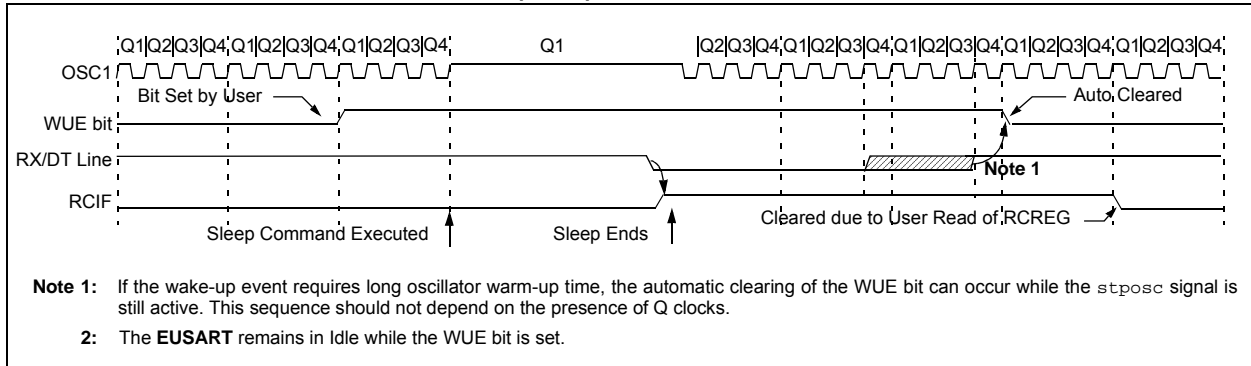 Q1|Q2|Q3|Q4 Q1|Q2|Q3|Q4 Q1|Q2|Q3|Q4 Q1 |Q2|Q3|Q4 Q1|Q2|Q3|Q4 Q1|Q2|Q3|Q4 Q1|Q2|Q3|Q4 Q1|Q2|Q3|Q4
OSC1
Bit Set by User
Auto Cleared
WUE bit
RX/DT Line
Note 1
RCIF
Cleared due to User Read of RCREG
Sleep Command Executed
Sleep Ends
Note 1: If the wake-up event requires long oscillator warm-up time, the automatic clearing of the WUE bit can occur while the stposc signal is
still active. This sequence should not depend on the presence of Q clocks.
2: The EUSART remains in Idle while the WUE bit is set.